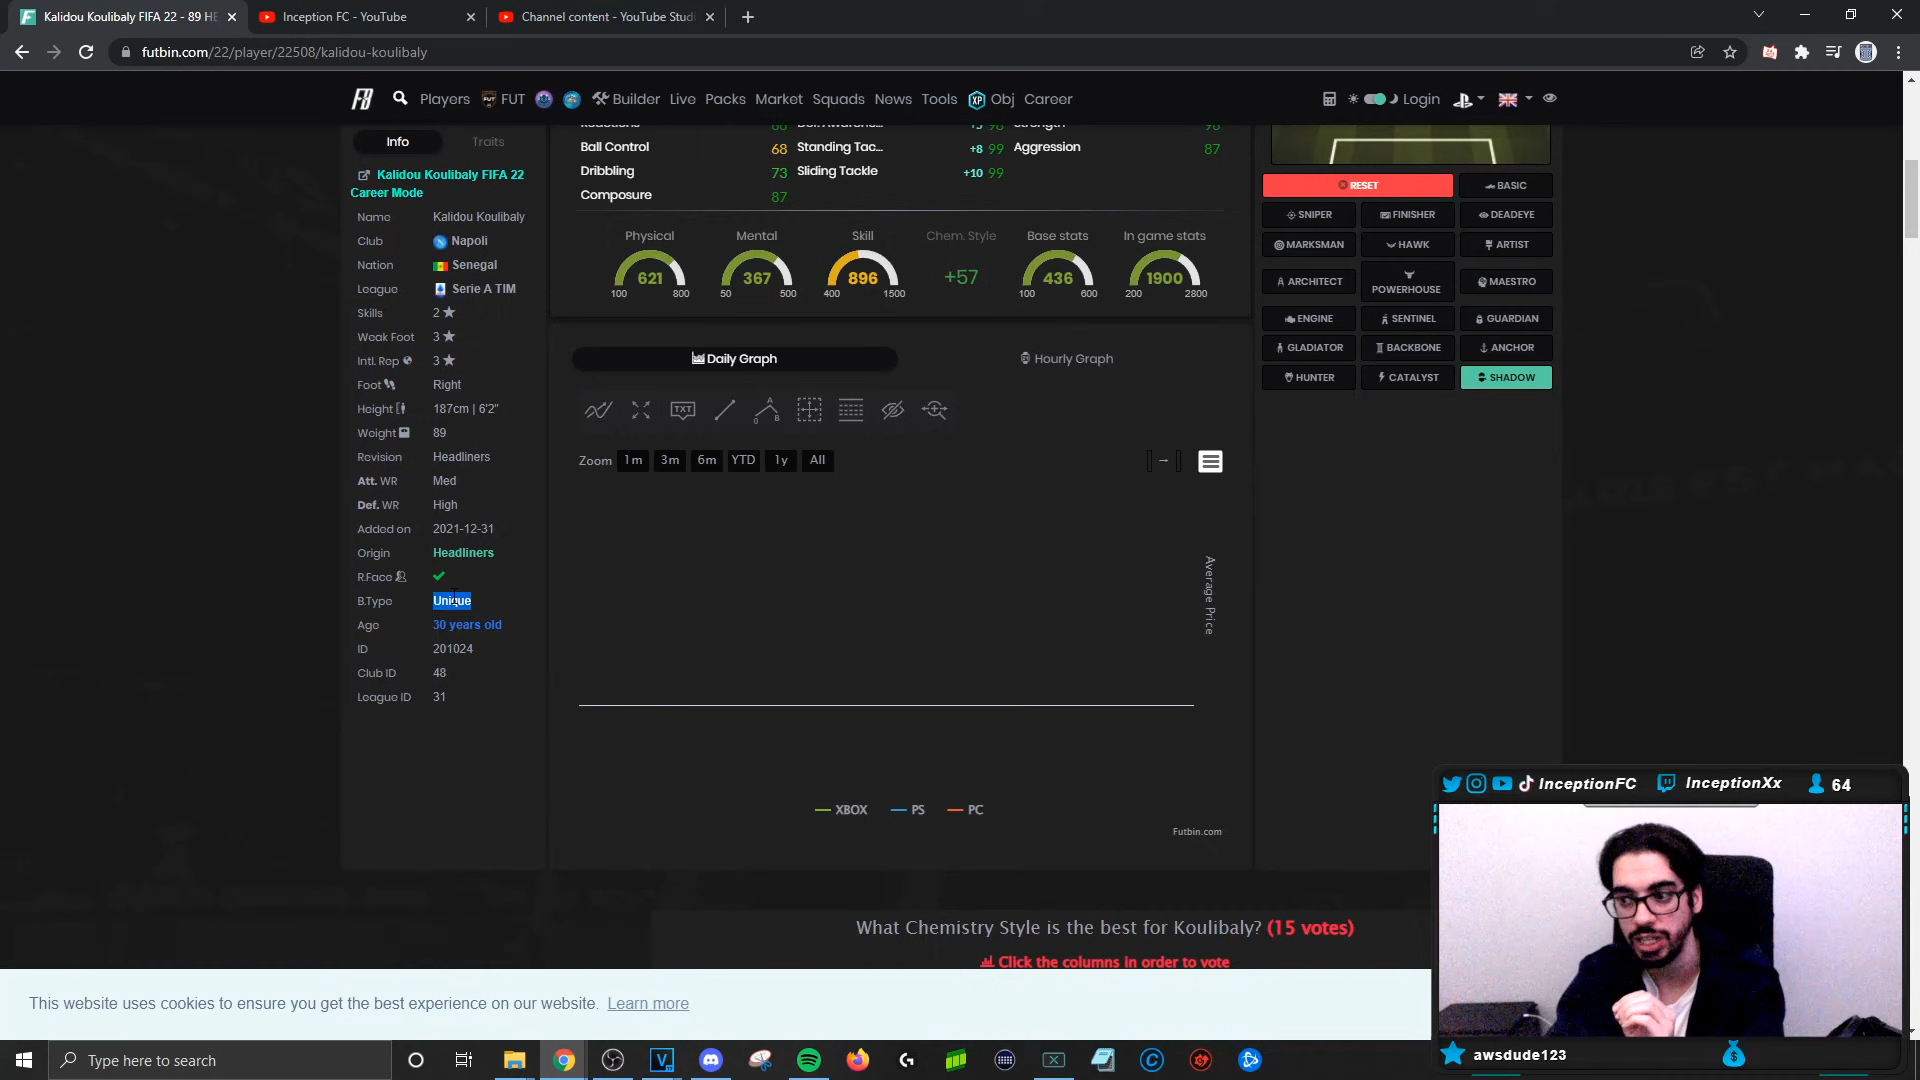 Kalidou Koulibaly FIFA 22 - 89 HE
Inception FC - YouTube
Channel content - YouTube Studi
futbin.com/22/player/22508/kalidou-koulibaly
Players FUT Builder Live Packs Market Squads News Tools XP Obj Career Login
Info Traits
Kalidou Koulibaly FIFA 22
Career Mode
Name Kalidou Koulibaly
Club Napoli
Nation Senegal
League Serie A TIM
Skills 2
Weak Foot 3
Intl. Rep 3
Foot Right
Height 187cm | 6'2"
Weight 89
Revision Headliners
Att. WR Med
Def. WR High
Added on 2021-12-31
Origin Headliners
R.Face
B.Type Unique
Age 30 years old
ID 201024
Club ID 48
League ID 31
Ball Control 68 Standing Tac... +8 99 Aggression 87
Dribbling 73 Sliding Tackle +10 99
Composure 87
Physical Mental Skill Chem. Style Base stats In game stats
621 367 896 +57 436 1900
100 800 50 500 400 1500 100 600 200 2800
Daily Graph Hourly Graph
TXT
Zoom 1m 3m 6m YTD 1y All →
Average Price
XBOX PS PC
Futbin.com
RESET BASIC
SNIPER FINISHER DEADEYE
MARKSMAN HAWK ARTIST
ARCHITECT POWERHOUSE MAESTRO
ENGINE SENTINEL GUARDIAN
GLADIATOR BACKBONE ANCHOR
HUNTER CATALYST SHADOW
What Chemistry Style is the best for Koulibaly? (15 votes)
Click the columns in order to vote
This website uses cookies to ensure you get the best experience on our website. Learn more
InceptionFC InceptionXx 64
awsdude123
Type here to search